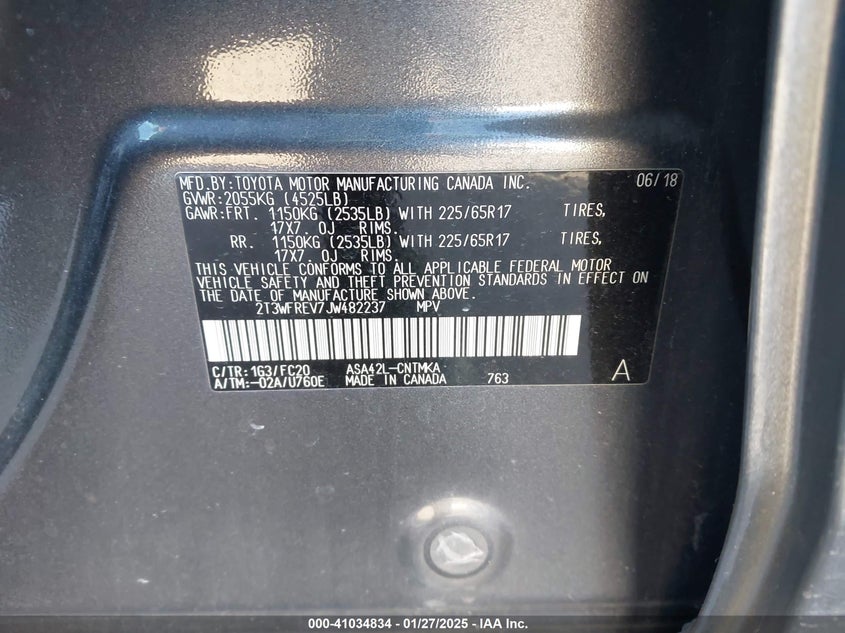 MFD.BY:TOYOTA MOTOR MANUFACTURING CANADA INC. 06/18
GVWR:2055KG (4525LB)
GAWR:FRT. 1150KG (2535LB) WITH 225/65R17 TIRES,
17X7. 0J RIMS.
RR. 1150KG (2535LB) WITH 225/65R17 TIRES,
17X7. 0J RIMS.
THIS VEHICLE CONFORMS TO ALL APPLICABLE FEDERAL MOTOR
VEHICLE SAFETY AND THEFT PREVENTION STANDARDS IN EFFECT ON
THE DATE OF MANUFACTURE SHOWN ABOVE.
2T3WFREV7JW482237 MPV
C/TR:1G3/FC20 ASA42L-CNTMKA
A/TM:-02A/U760E MADE IN CANADA 763 A
000-41034834 - 01/27/2025 - IAA Inc.